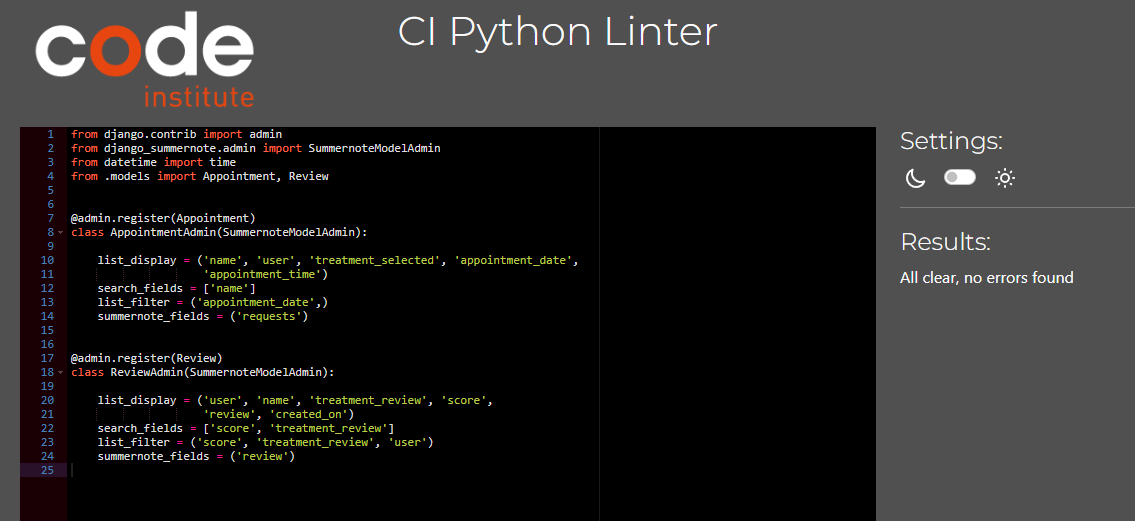 code
institute
CI Python Linter
1 from django.contrib import admin
2 from django_summernote.admin import SummernoteModelAdmin
3 from datetime import time
4 from .models import Appointment, Review
5
6
7 @admin.register(Appointment)
8 class AppointmentAdmin(SummernoteModelAdmin):
9
10     list_display = ('name', 'user', 'treatment_selected', 'appointment_date',
11                     'appointment_time')
12     search_fields = ['name']
13     list_filter = ('appointment_date',)
14     summernote_fields = ('requests')
15
16
17 @admin.register(Review)
18 class ReviewAdmin(SummernoteModelAdmin):
19
20     list_display = ('user', 'name', 'treatment_review', 'score',
21                     'review', 'created_on')
22     search_fields = ['score', 'treatment_review']
23     list_filter = ('score', 'treatment_review', 'user')
24     summernote_fields = ('review')
25
Settings:
Results:
All clear, no errors found